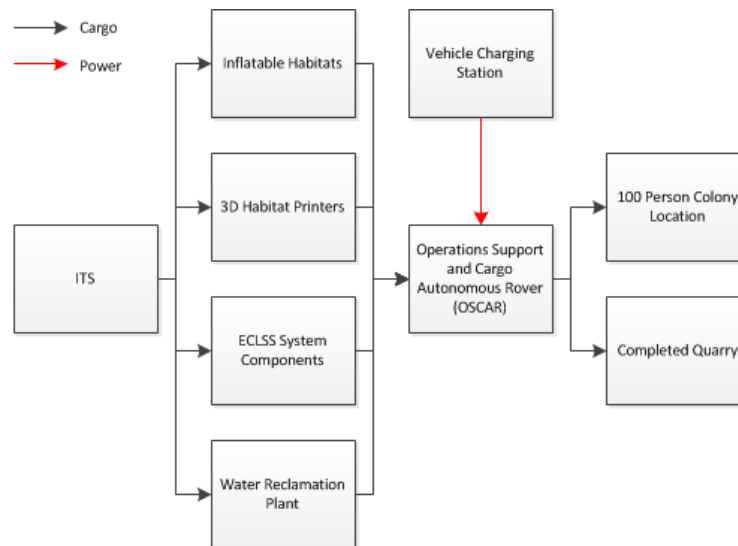 Cargo
Power
Inflatable Habitats
Vehicle Charging
Station
3D Habitat Printers
100 Person Colony
Location
ITS
Operations Support
and Cargo
Autonomous Rover
(OSCAR)
ECLSS System
Components
Completed Quarry
Water Reclamation
Plant